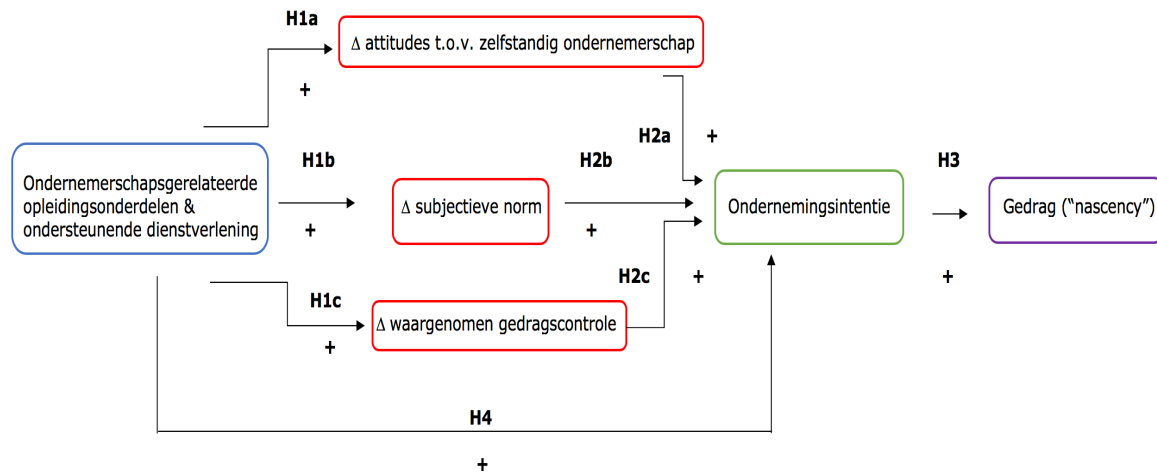 H1a
Δ attitudes t.o.v. zelfstandig ondernemerschap
+
H2a
+
Ondernemerschapsgerelateerde
opleidingsonderdelen &
ondersteunende dienstverlening
H1b
+
Δ subjectieve norm
H2b
+
Ondernemingsintentie
H3
+
Gedrag (“nascency”)
H1c
+
Δ waargenomen gedragscontrole
H2c
+
H4
+